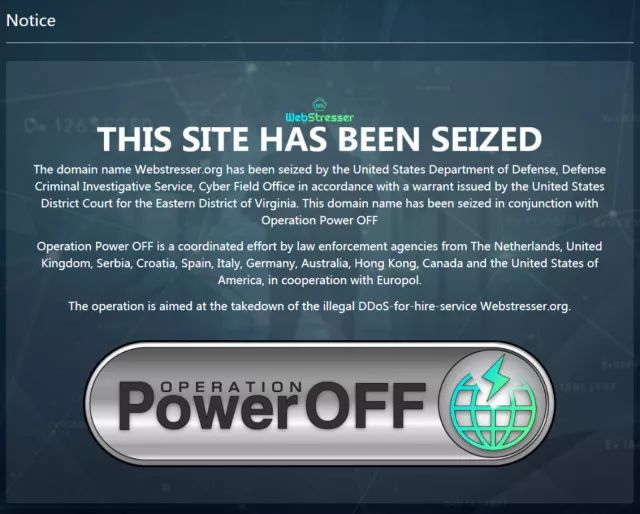 Notice
WebStresser
THIS SITE HAS BEEN SEIZED
The domain name Webstresser.org has been seized by the United States Department of Defense, Defense
Criminal Investigative Service, Cyber Field Office in accordance with a warrant issued by the United States
District Court for the Eastern District of Virginia. This domain name has been seized in conjunction with
Operation Power OFF
Operation Power OFF is a coordinated effort by law enforcement agencies from The Netherlands, United
Kingdom, Serbia, Croatia, Spain, Italy, Germany, Australia, Hong Kong, Canada and the United States of
America, in cooperation with Europol.
The operation is aimed at the takedown of the illegal DDoS-for-hire-service Webstresser.org.
OPERATION
PowerOFF